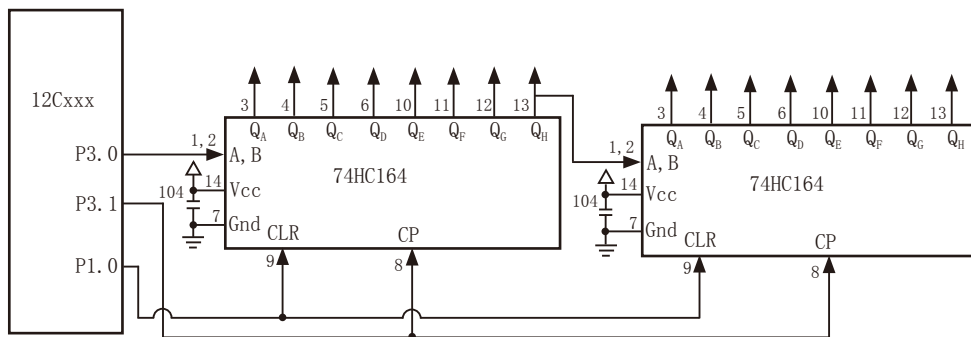 12Cxxx
P3.0
P3.1
P1.0
3 4 5 6 10 11 12 13
QA QB QC QD QE QF QG QH
1,2
A,B
74HC164
14
Vcc
104
7
Gnd
CLR
CP
9
8
3 4 5 6 10 11 12 13
QA QB QC QD QE QF QG QH
1,2
A,B
74HC164
14
Vcc
104
7
Gnd
CLR
CP
9
8